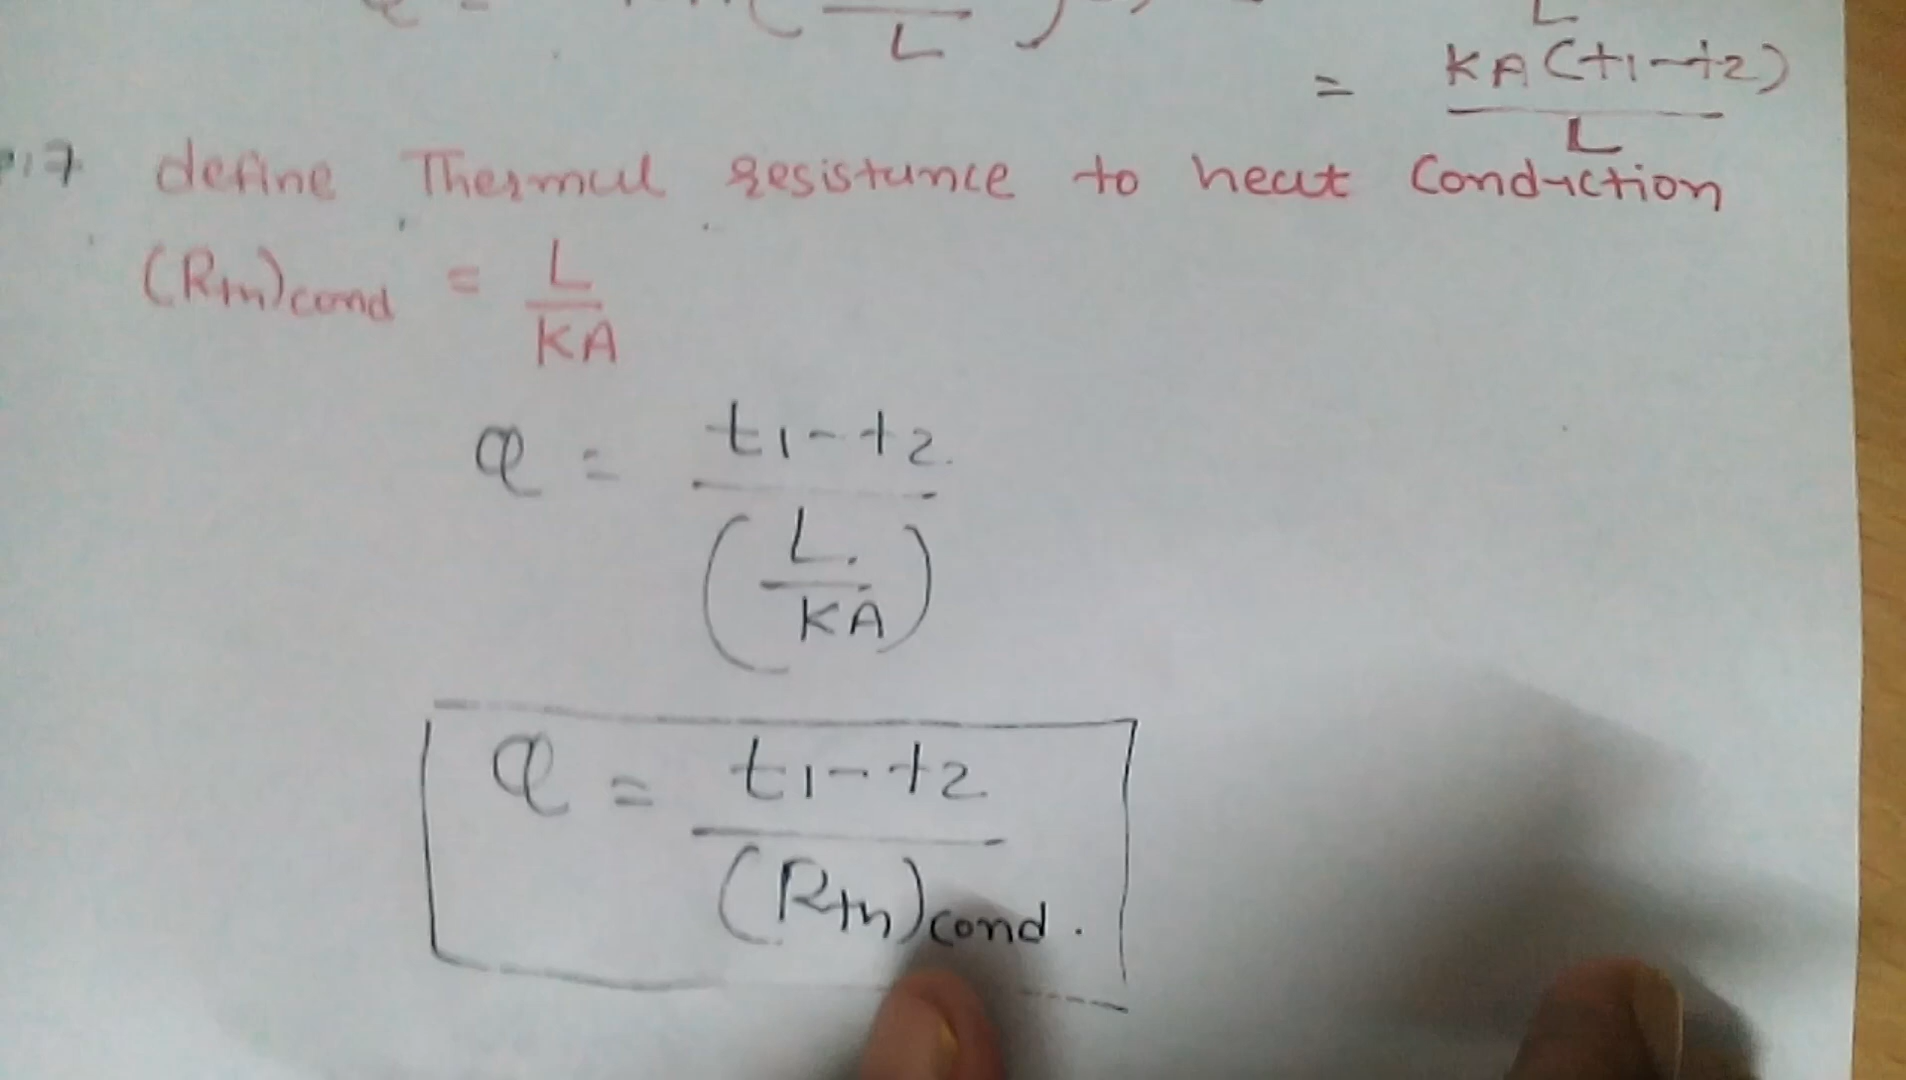 L
= KA(t1-t2)
L
7 define Thermal resistance to heat Conduction
(Rth)cond = L
KA
Q = t1-t2
(L
KA)
Q = t1-t2
(Rth)cond.